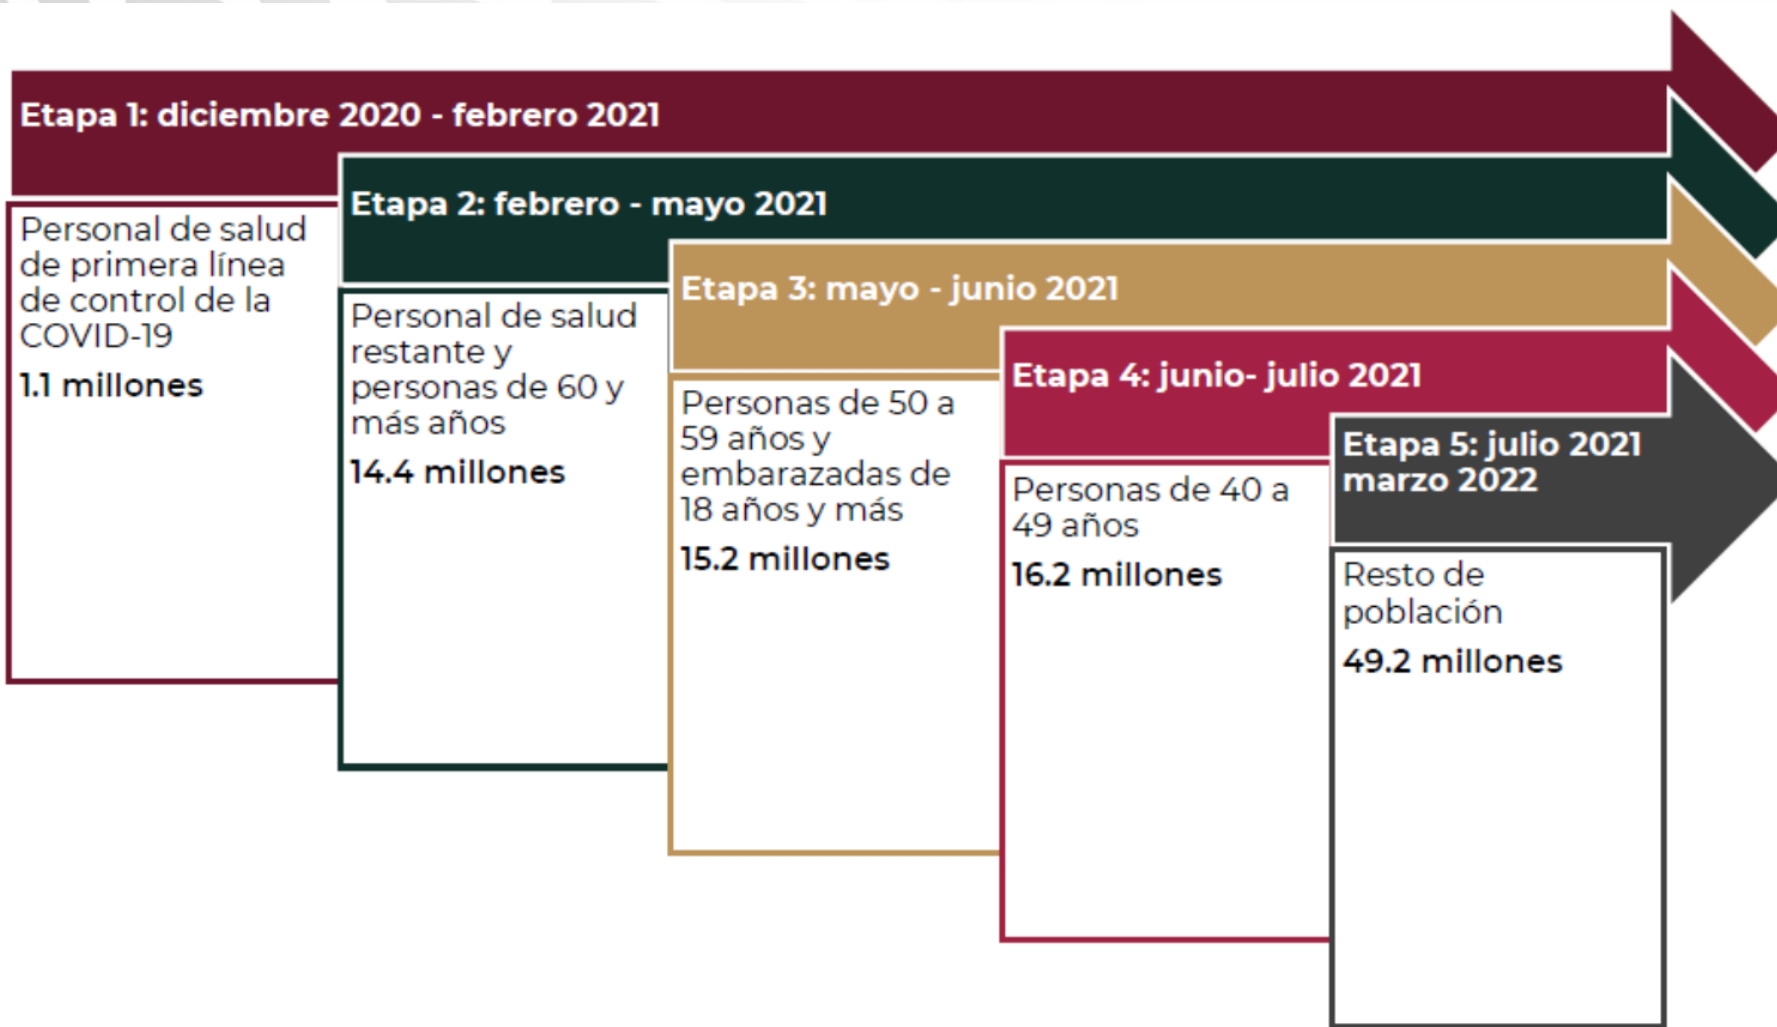 Etapa 1: diciembre 2020 - febrero 2021
Personal de salud
de primera línea
de control de la
COVID-19
1.1 millones
Etapa 2: febrero - mayo 2021
Personal de salud
restante y
personas de 60 y
más años
14.4 millones
Etapa 3: mayo - junio 2021
Personas de 50 a
59 años y
embarazadas de
18 años y más
15.2 millones
Etapa 4: junio- julio 2021
Personas de 40 a
49 años
16.2 millones
Etapa 5: julio 2021
marzo 2022
Resto de
población
49.2 millones